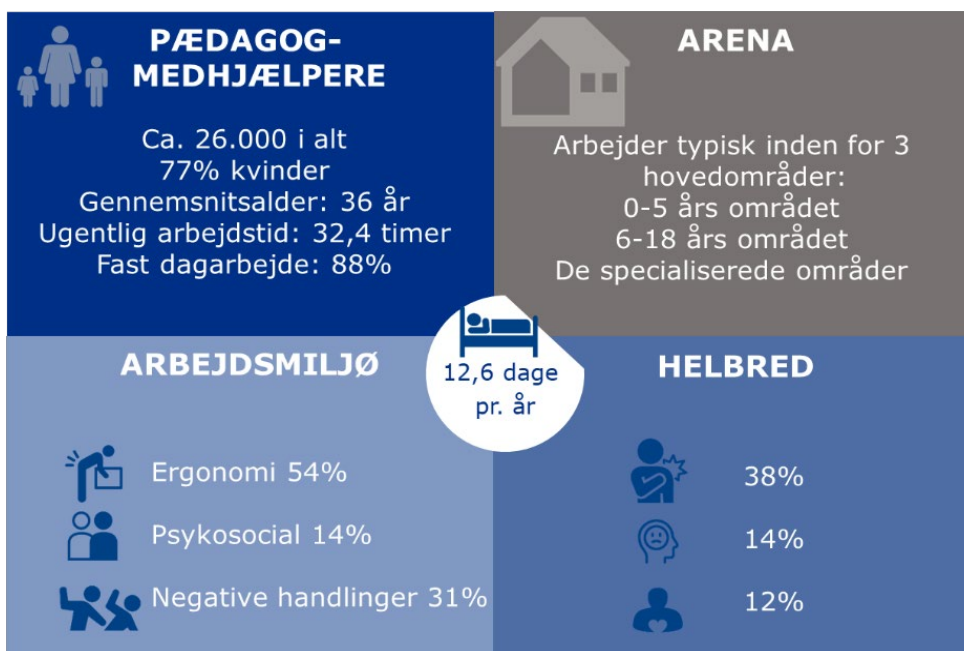 PÆDAGOG-
MEDHJÆLPERE
Ca. 26.000 i alt
77% kvinder
Gennemsnitsalder: 36 år
Ugentlig arbejdstid: 32,4 timer
Fast dagarbejde: 88%
ARENA
Arbejder typisk inden for 3
hovedområder:
0-5 års området
6-18 års området
De specialiserede områder
12,6 dage
pr. år
ARBEJDSMILJØ
Ergonomi 54%
Psykosocial 14%
Negative handlinger 31%
HELBRED
38%
14%
12%